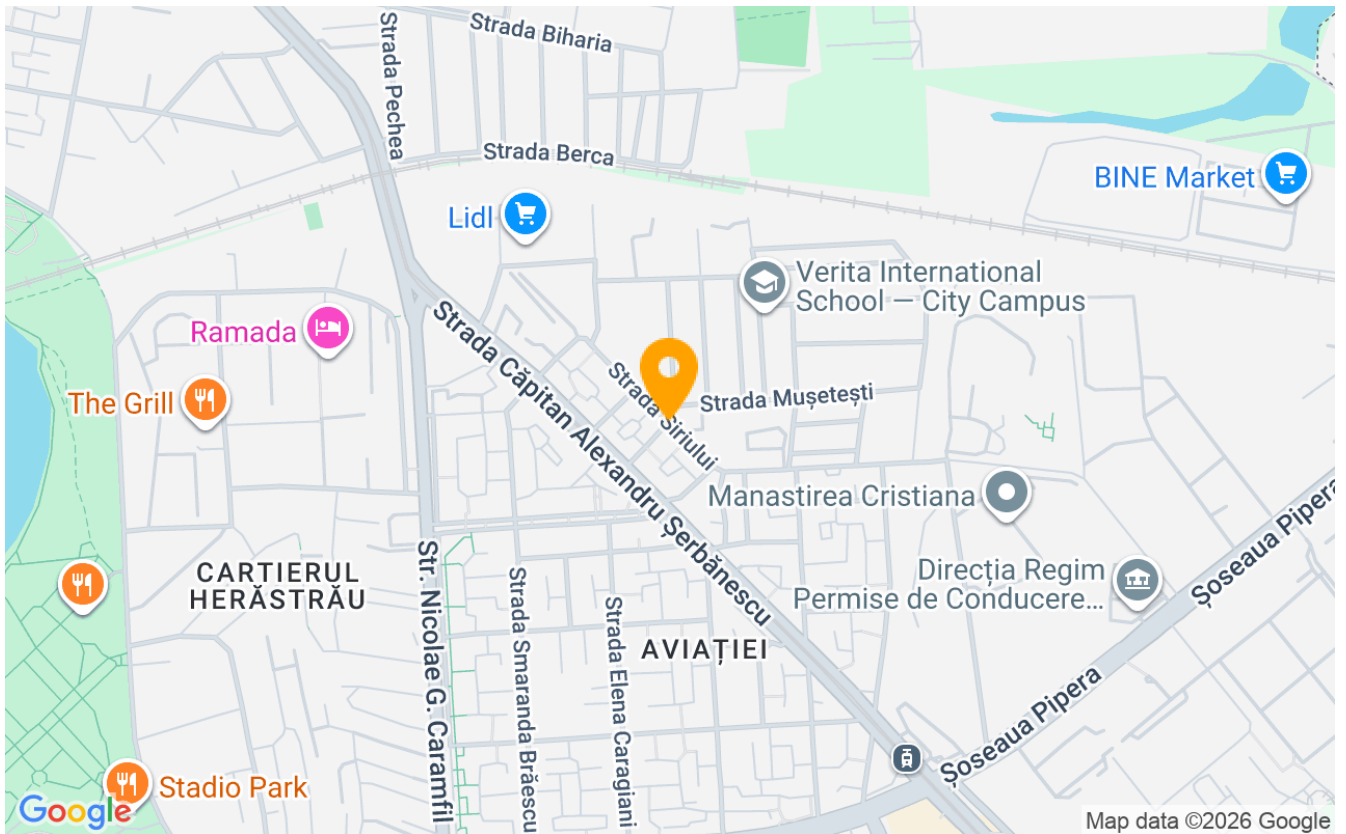 Strada Biharia
Strada Pechea
Strada Berca
BINE Market
Lidl
Verita International
School — City Campus
Ramada
Strada Căpitan Alexandru Șerbănescu
The Grill
Strada Siriului
Strada Mușetești
Manastirea Cristiana
Șoseaua Pipera
CARTIERUL
HERĂSTRĂU
Str. Nicolae G. Caramfil
Strada Smaranda Brăescu
Strada Elena Caragiani
Direcția Regim
Permise de Conducere...
AVIAȚIEI
Șoseaua Pipera
Stadio Park
Google
Map data ©2026 Google